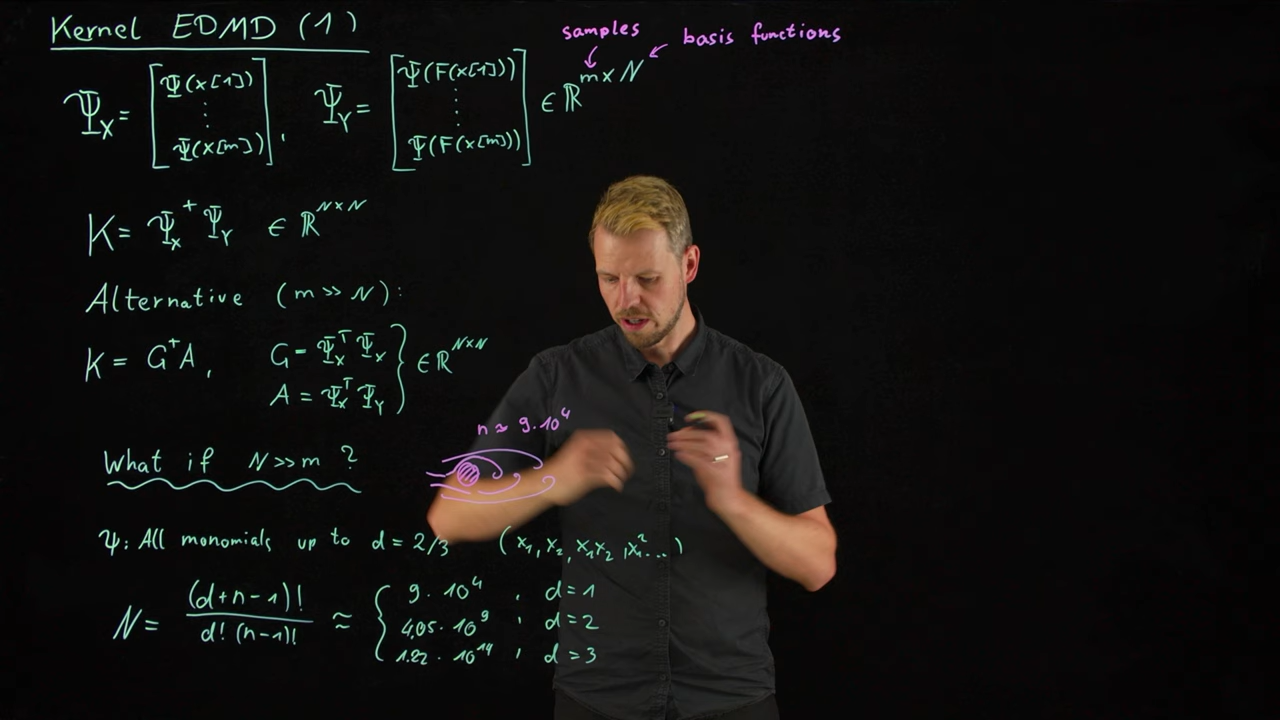 Kernel EDMD (1)
samples
basis functions
Ψ_X = [Ψ(x[1]) ⋮ Ψ(x[m])], Ψ_Y = [Ψ(F(x[1])) ⋮ Ψ(F(x[m]))] ∈ ℝ^{m×N}
K = Ψ_X^+ Ψ_Y ∈ ℝ^{N×N}
Alternative (m ≫ N):
K = G^+ A, G = Ψ_X^T Ψ_X
A = Ψ_X^T Ψ_Y } ∈ ℝ^{N×N}
n ≈ 9·10^4
What if N ≫ m ?
Ψ: All monomials up to d = 2/3 (x_1, x_2, x_1x_2, x_1^2 ...)
N = (d+n-1)! / d! (n-1)! ≈ { 9·10^4, d=1
4,05·10^9, d=2
1.22·10^14, d=3